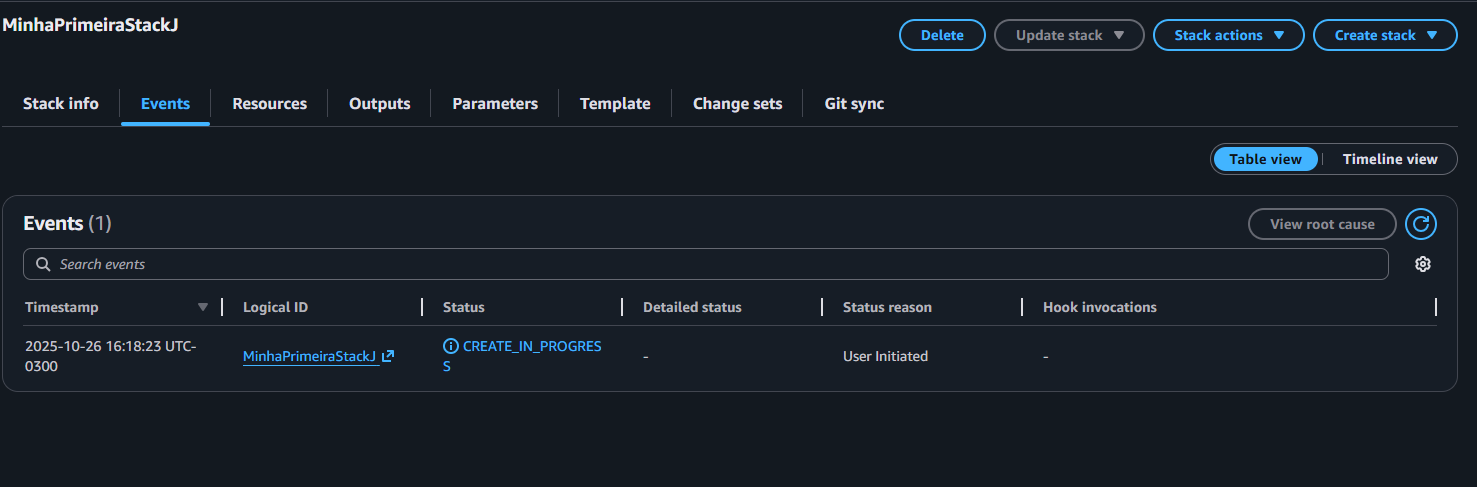 MinhaPrimeiraStackJ
Delete Update stack Stack actions Create stack
Stack info Events Resources Outputs Parameters Template Change sets Git sync
Table view Timeline view
Events (1) View root cause
Search events
Timestamp Logical ID Status Detailed status Status reason Hook invocations
2025-10-26 16:18:23 UTC-
0300
MinhaPrimeiraStackJ
CREATE_IN_PROGRES
S
-
User Initiated
-